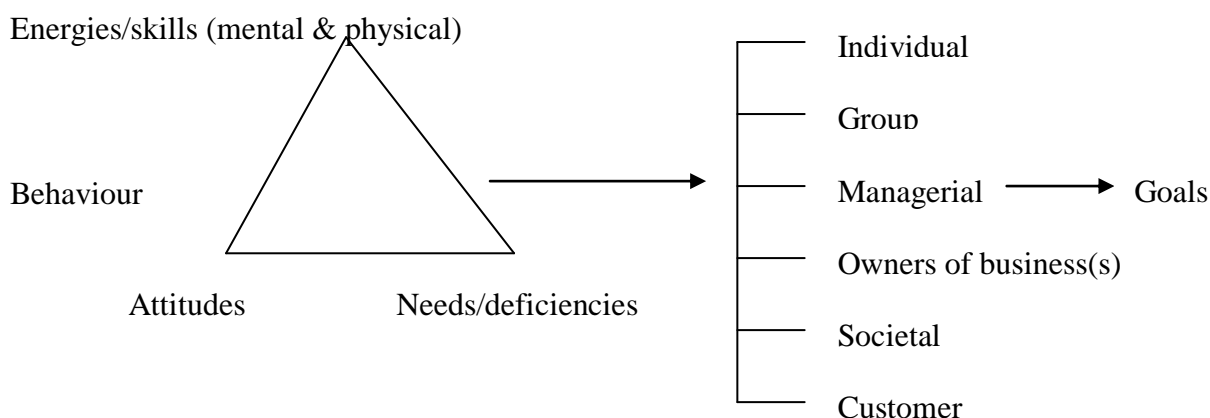 Energies/skills (mental & physical)
Individual
Group
Behaviour
Managerial
Goals
Owners of business(s)
Attitudes
Needs/deficiencies
Societal
Customer